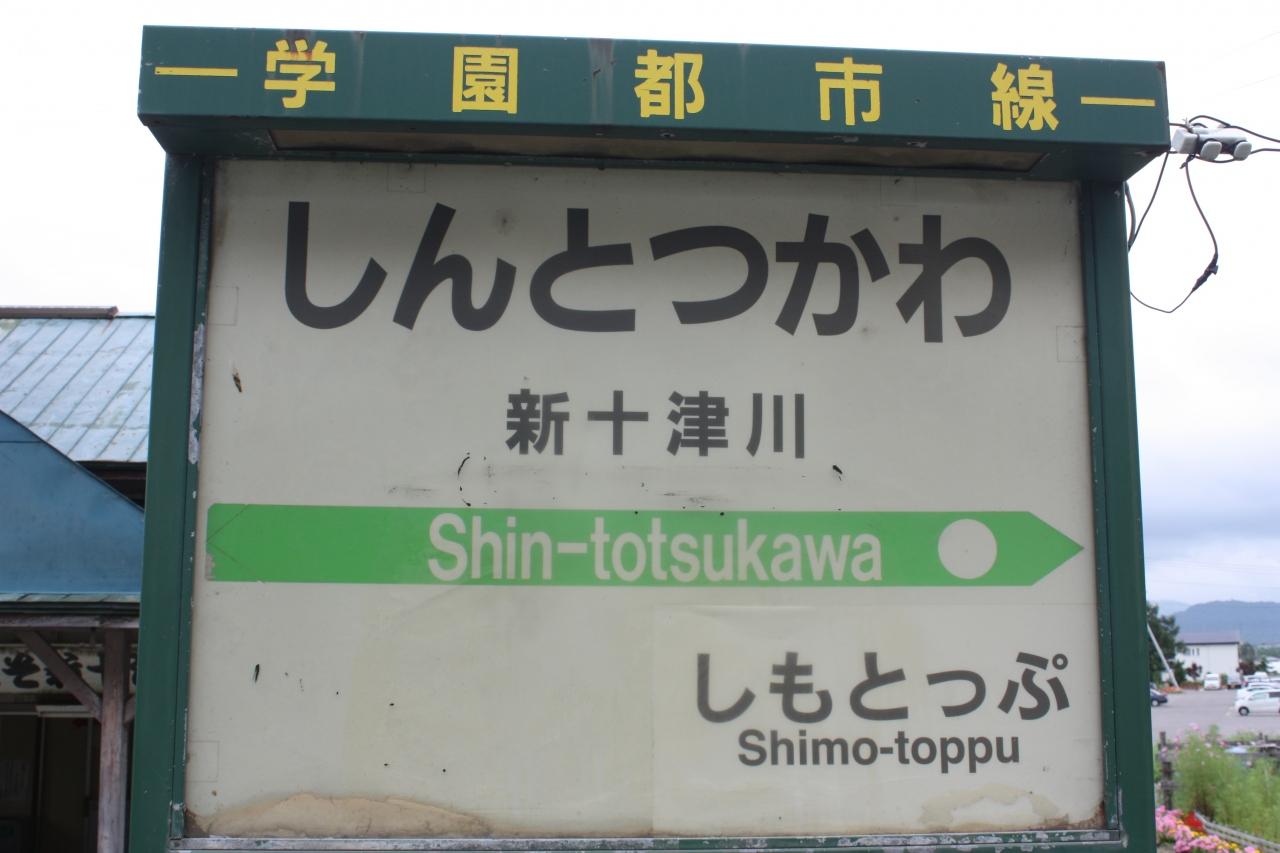 学園都市線
しんとつかわ
新十津川
Shin-totsukawa
しもとっぷ
Shimo-toppu